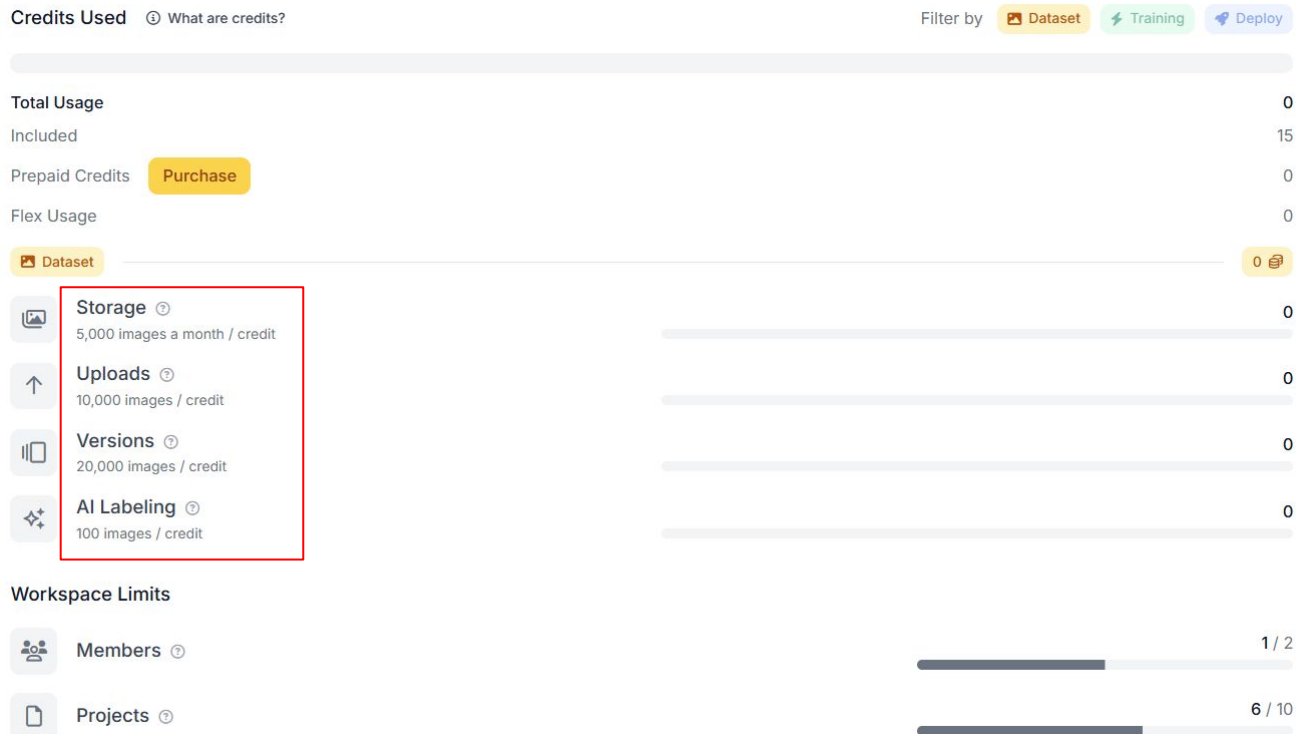 Credits Used What are credits? Filter by Dataset Training Deploy
Total Usage 0
Included 15
Prepaid Credits Purchase 0
Flex Usage 0
Dataset 0
Storage 0
5,000 images a month / credit
Uploads 0
10,000 images / credit
Versions 0
20,000 images / credit
AI Labeling 0
100 images / credit
Workspace Limits
Members 1 / 2
Projects 6 / 10